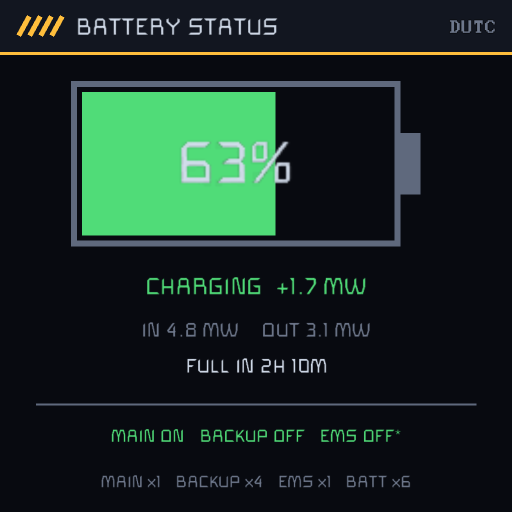 BATTERY STATUS
DUTC
63%
CHARGING +1.7 MW
IN 4.8 MW OUT 3.1 MW
FULL IN 2H 10M
MAIN ON BACKUP OFF EMS OFF*
MAIN x1 BACKUP x4 EMS x1 BATT x6